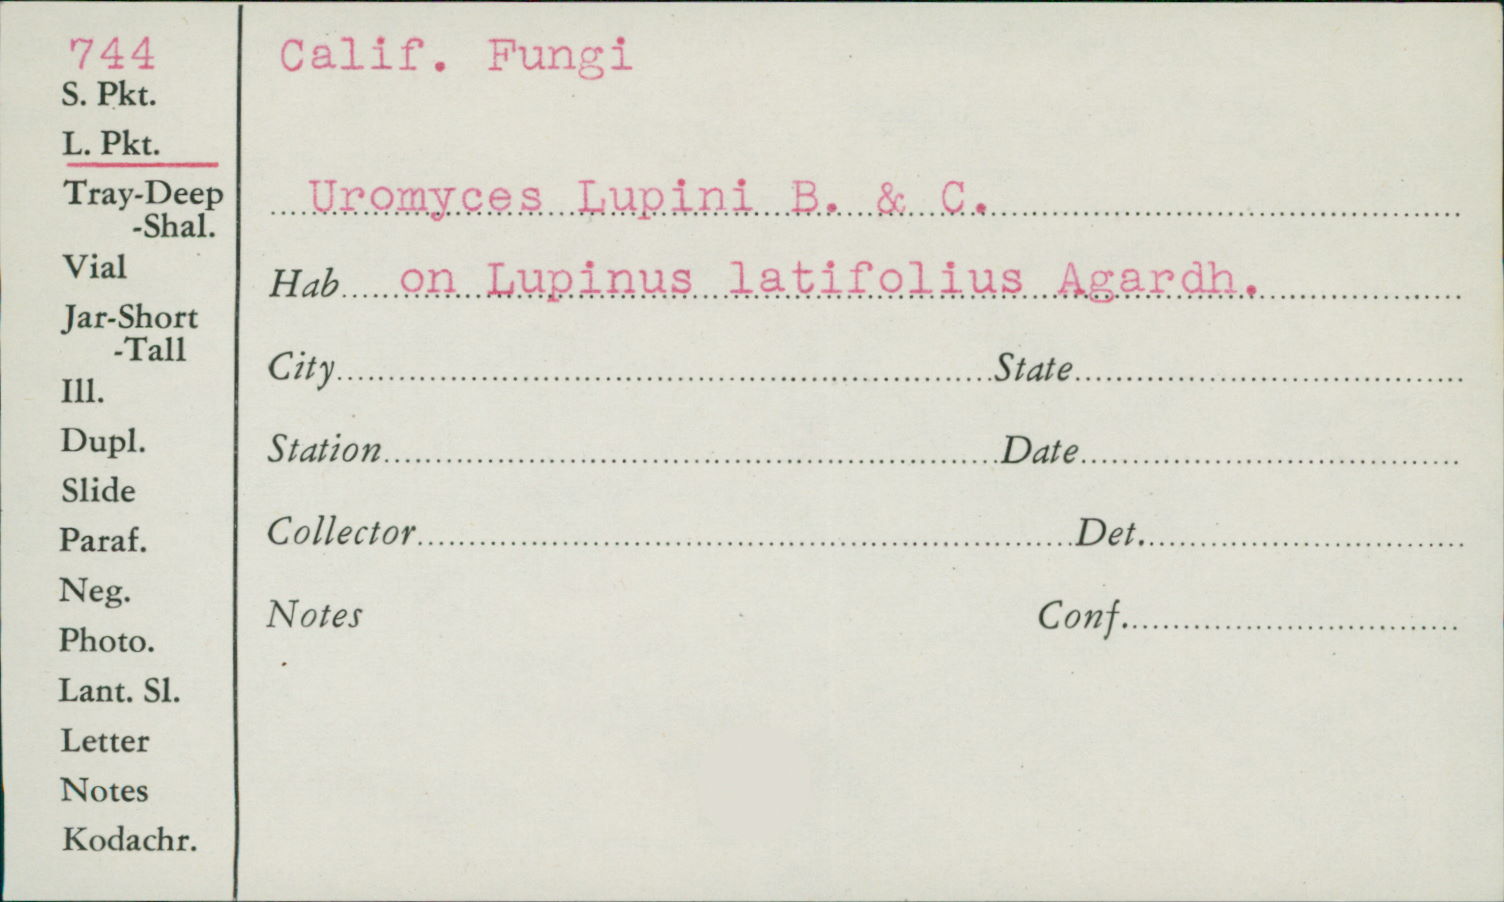 744
S. Pkt.
L. Pkt.
Tray-Deep
-Shal.
Vial
Jar-Short
-Tall
Ill.
Dupl.
Slide
Paraf.
Neg.
Photo.
Lant. Sl.
Letter
Notes
Kodachr.
Calif. Fungi
Uromyces Lupini B. & C.
Hab on Lupinus latifolius Agardh.
City State
Station Date
Collector Det.
Notes Conf.